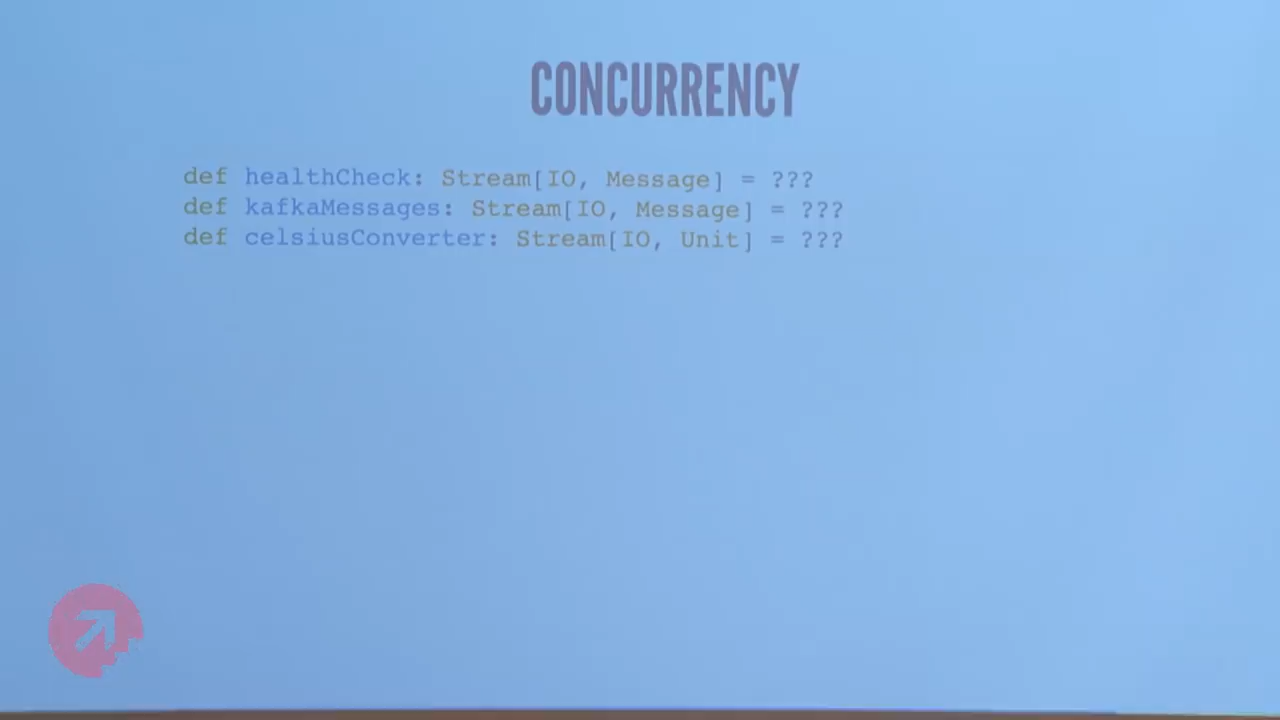 CONCURRENCY
def healthCheck: Stream[IO, Message] = ???
def kafkaMessages: Stream[IO, Message] = ???
def celsiusConverter: Stream[IO, Unit] = ???